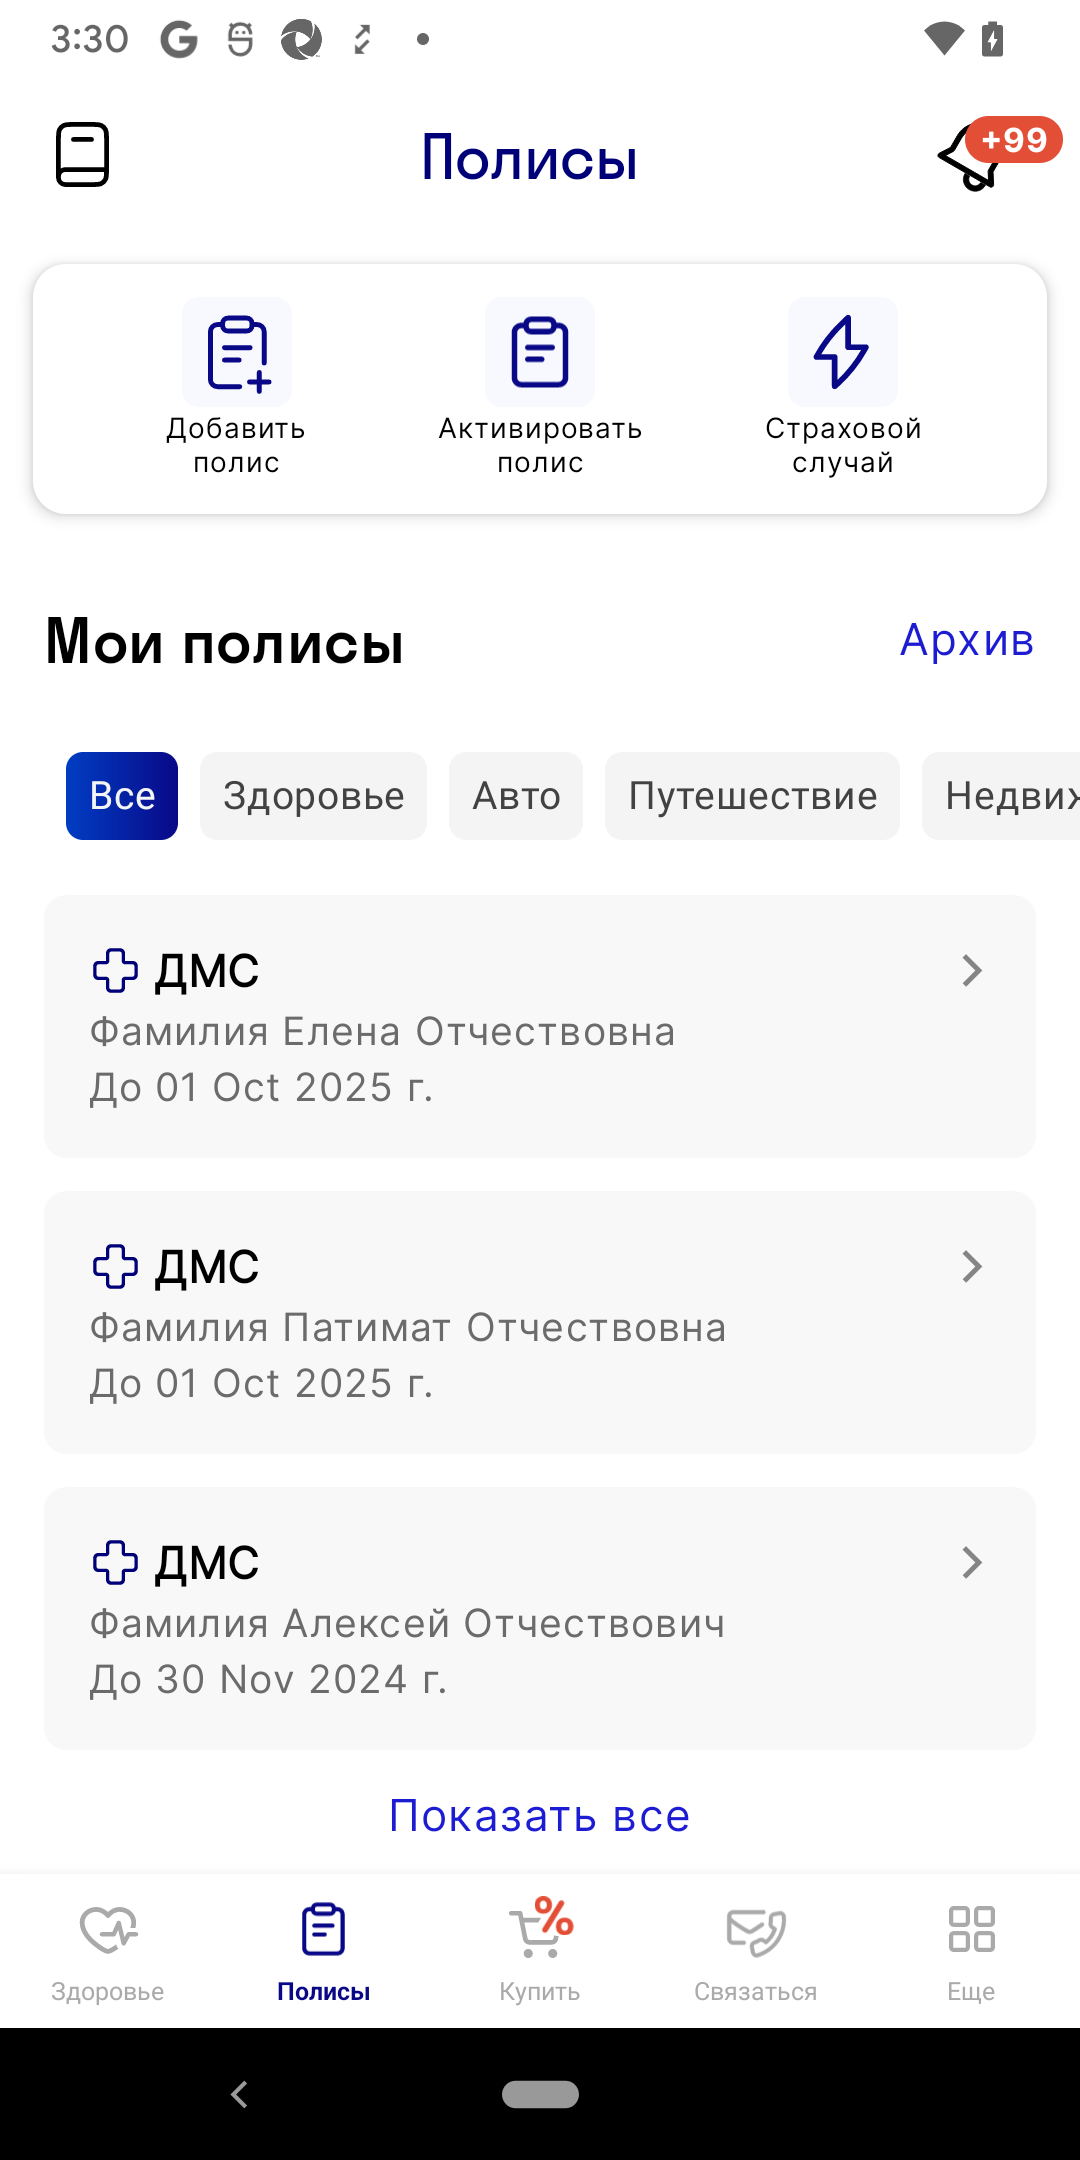 3:30
Полисы
+99
Добавить
полис
Активировать
полис
Страховой
случай
Мои полисы
Архив
Все
Здоровье
Авто
Путешествие
Недвиж
ДМС
Фамилия Елена Отчествовна
До 01 Oct 2025 г.
ДМС
Фамилия Патимат Отчествовна
До 01 Oct 2025 г.
ДМС
Фамилия Алексей Отчествович
До 30 Nov 2024 г.
Показать все
%
Здоровье
Полисы
Купить
Связаться
Еще